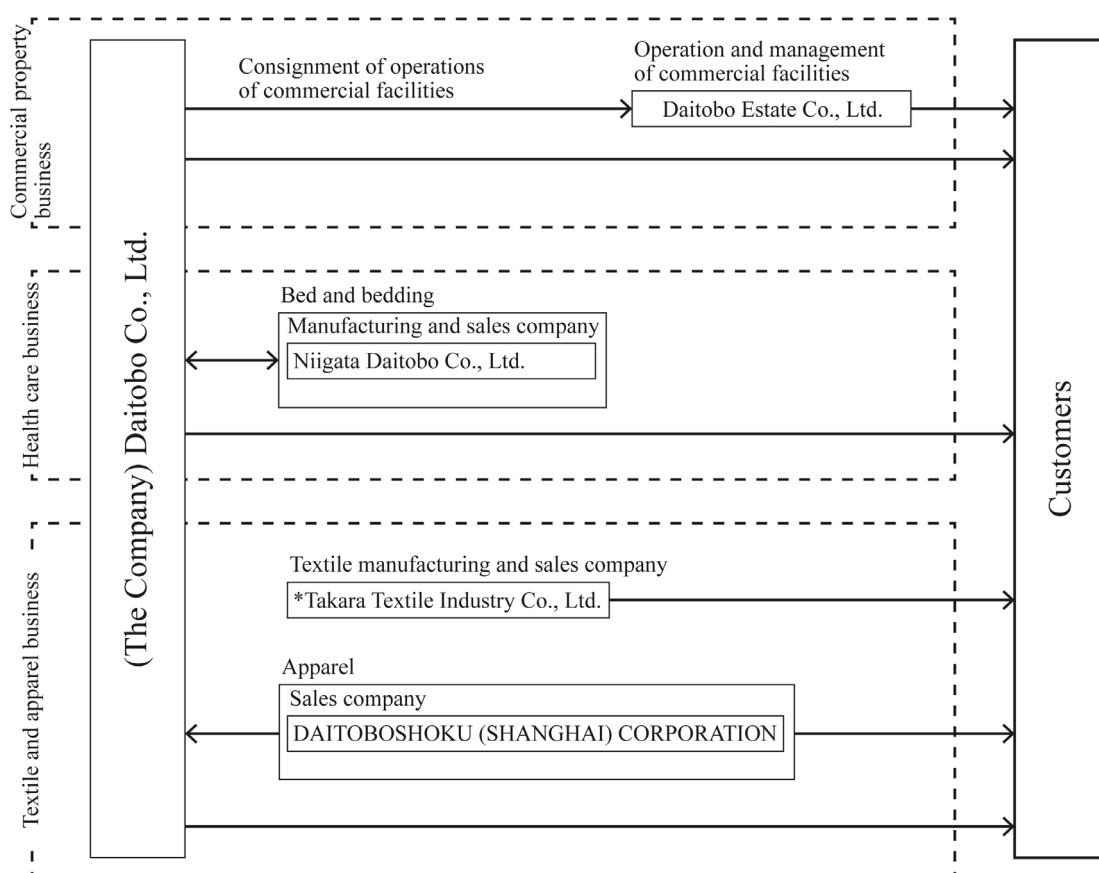 Commercial property
business
Consignment of operations
of commercial facilities
Operation and management
of commercial facilities
Daitobo Estate Co., Ltd.
(The Company) Daitobo Co., Ltd.
Customers
Health care business
Bed and bedding
Manufacturing and sales company
Niigata Daitobo Co., Ltd.
Textile and apparel business
Textile manufacturing and sales company
*Takara Textile Industry Co., Ltd.
Apparel
Sales company
DAITOBOSHOKU (SHANGHAI) CORPORATION